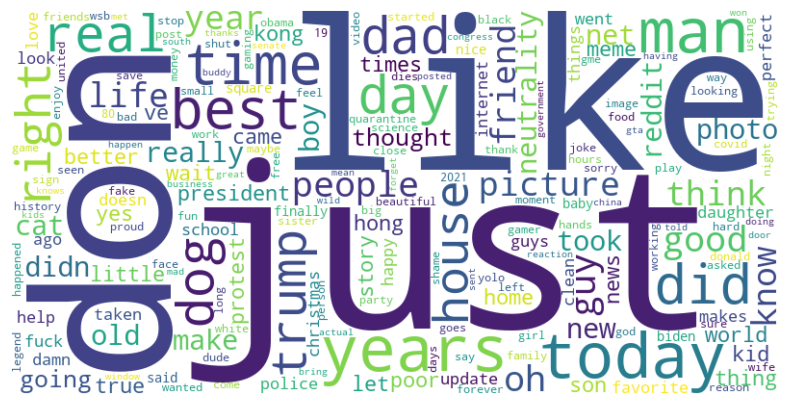 friends
wsb
met
obama
19
video
started
black
won
love
stop
post
south
real
year
kong
dad
went
net
man
using
having
senate
congress
nice
meme
things
look
money
shut
gaming
times
dies
posted
time
like
united
save
buddy
square
feel
day
friend
internet
gme
way
looking
perfect
trying
enjoy
small
life
ve
best
boy
quarantine
science
thought
neutrality
image
food
reddit
photo
government
gta
covid
night
80
bad
came
work
close
thank
joke
hours
sorry
play
right
game
happen
better
really
maybe
free
forget
seen
wait
great
mean
2021
people
picture
house
think
sign
knows
doesn
president
business
wild
beautiful
moment
baby
china
told
door
doing
history
kids
fake
yes
fun
finally
big
hong
hands
daughter
hard
good
cat
proud
school
sister
guys
gamer
took
ago
face
mad
dog
just
story
happy
shame
clean
news
guy
asked
donald
working
know
happened
didn
little
long
protest
trump
person
yolo
sent
left
reaction
home
did
help
taken
white
christmas
party
goes
new
makes
sure
legend
fuck
old
make
actual
girl
god
biden
world
damn
dude
years
family
today
kid
wife
going
true
said
wanted
window
come
police
bring
let
poor
days
update
say
forever
oh
son
favorite
thing
reason
thanks
up
do